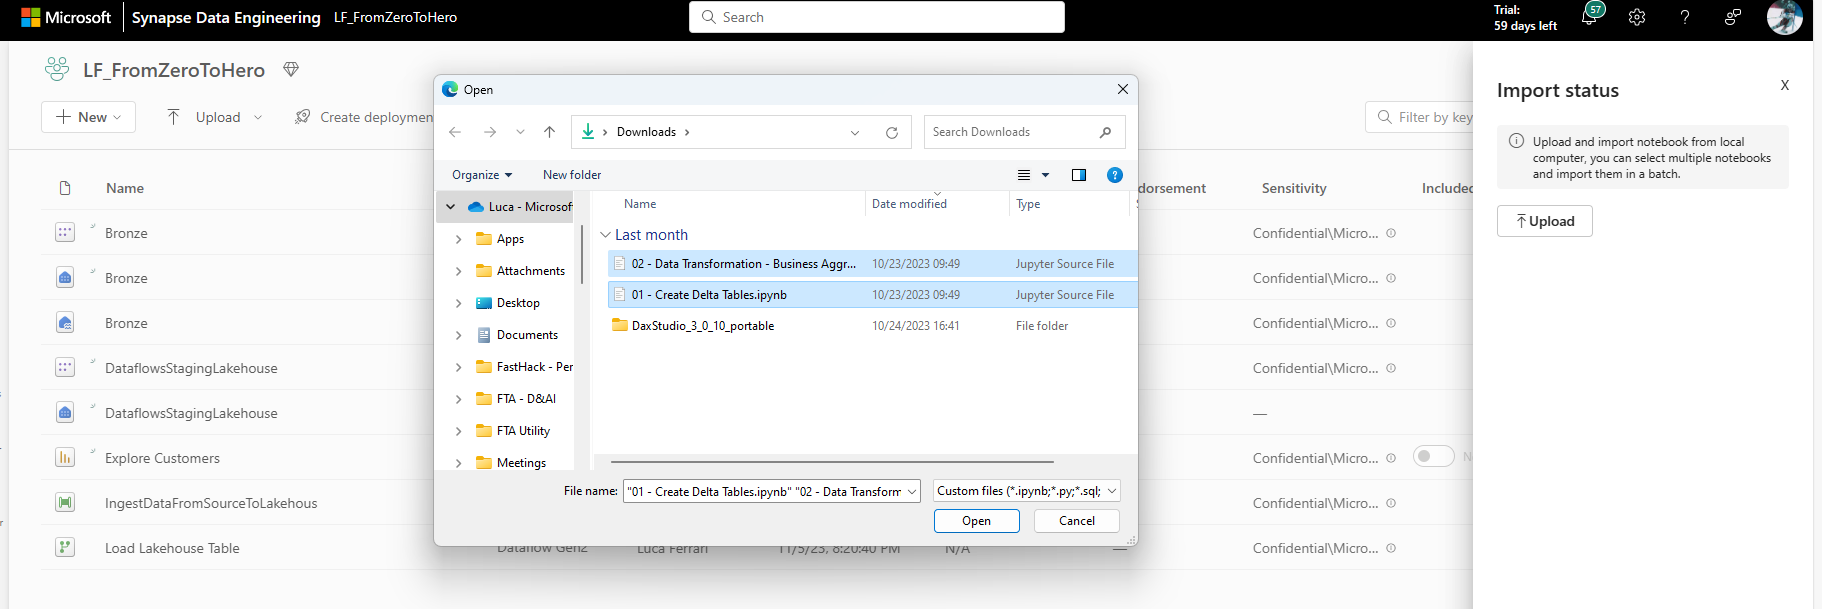 Microsoft Synapse Data Engineering LF_FromZeroToHero
Search
Trial:
59 days left
57
?
LF_FromZeroToHero
New
Upload
Create deploymen
Filter by key
Name
dorsement
Sensitivity
Included
Bronze
Confidential\Micro...
Bronze
Confidential\Micro...
Bronze
Confidential\Micro...
DataflowsStagingLakehouse
Confidential\Micro...
DataflowsStagingLakehouse
—
Explore Customers
Confidential\Micro...
N
IngestDataFromSourceToLakehous
Confidential\Micro...
Load Lakehouse Table
Dataflow Gen2
Luca Ferrari
11/5/23, 8:20:40 PM
N/A
—
Confidential\Micro...
Open
Downloads
Search Downloads
Organize
New folder
?
Luca - Microsoft
Apps
Attachments
Desktop
Documents
FastHack - Per
FTA - D&AI
FTA Utility
Meetings
Name
Date modified
Type
Last month
02 - Data Transformation - Business Aggr...
10/23/2023 09:49
Jupyter Source File
01 - Create Delta Tables.ipynb
10/23/2023 09:49
Jupyter Source File
DaxStudio_3_0_10_portable
10/24/2023 16:41
File folder
File name:
"01 - Create Delta Tables.ipynb" "02 - Data Transform
Custom files (*.ipynb;*.py;*.sql;
Open
Cancel
Import status
X
Upload and import notebook from local
computer, you can select multiple notebooks
and import them in a batch.
Upload